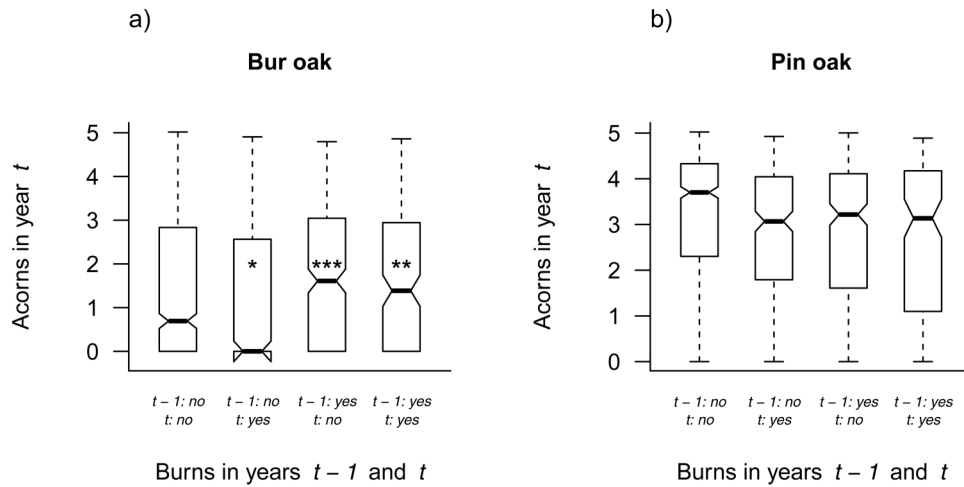 a)
Bur oak
Acorns in year t
5
4
3
2
1
0
*
***
**
t − 1: no
t: no
t − 1: no
t: yes
t − 1: yes
t: no
t − 1: yes
t: yes
Burns in years t − 1 and t
b)
Pin oak
Acorns in year t
5
4
3
2
1
0
t − 1: no
t: no
t − 1: no
t: yes
t − 1: yes
t: no
t − 1: yes
t: yes
Burns in years t − 1 and t